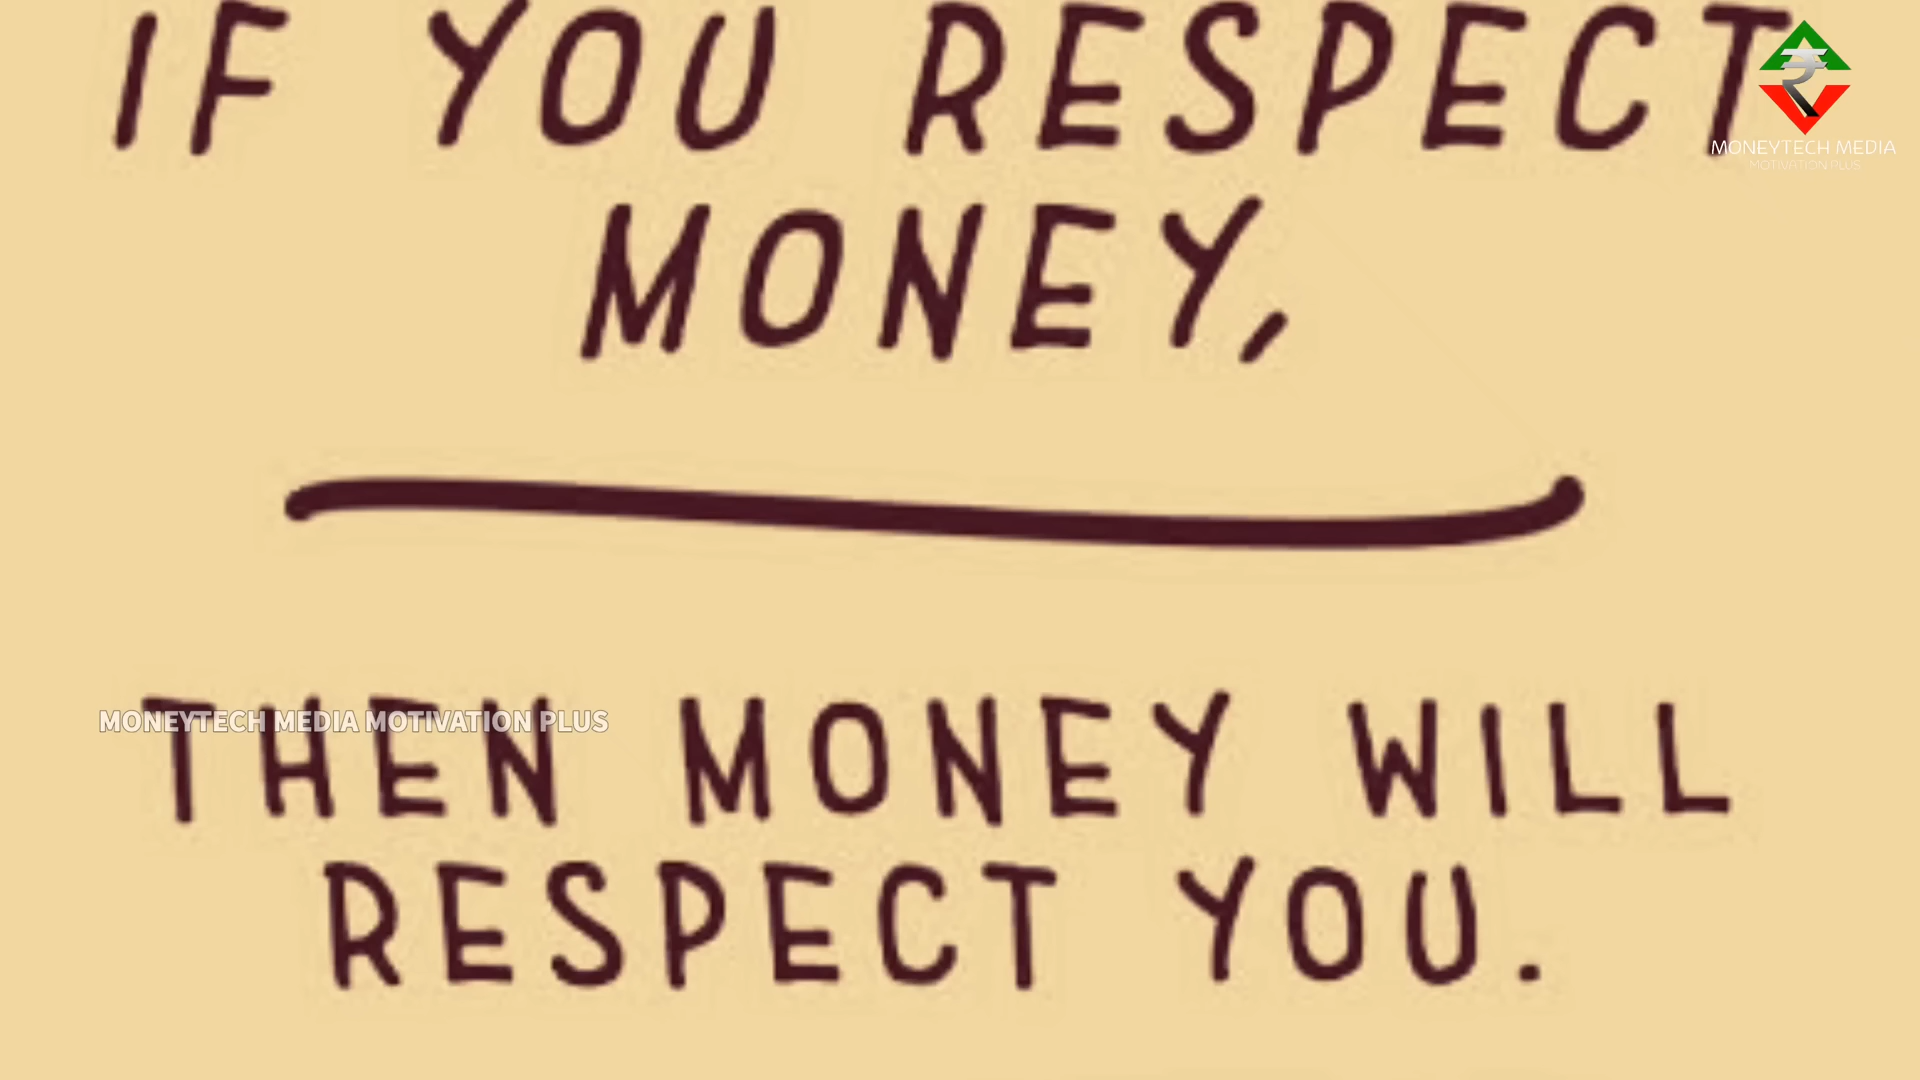 IF YOU RESPECT
MONEYTECH MEDIA
MOTIVATION PLUS
MONEY,
MONEYTECH MEDIA MOTIVATION PLUS
THEN MONEY WILL
RESPECT YOU.